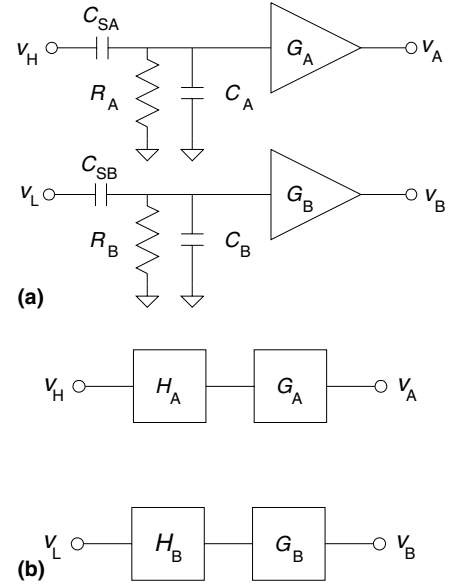 C_SA
v_H G_A v_A
R_A C_A
C_SB
v_L G_B v_B
R_B C_B
(a)
v_H H_A G_A v_A
v_L H_B G_B v_B
(b)